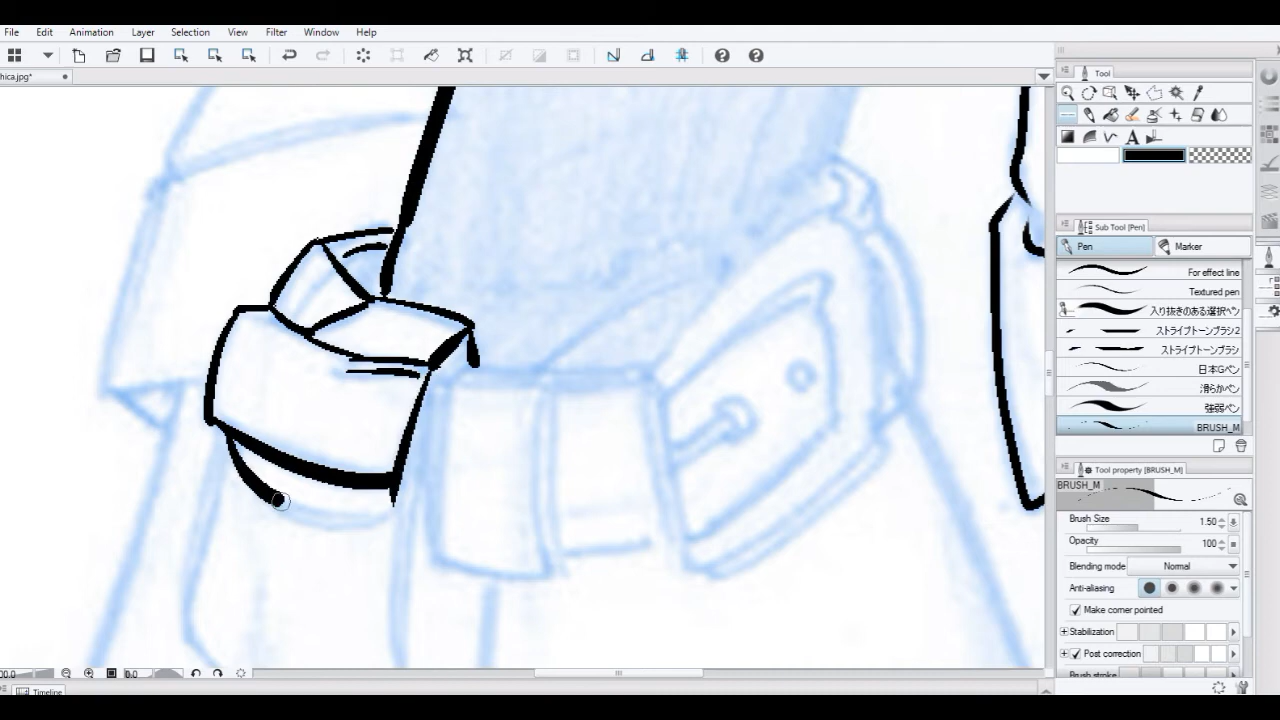 File Edit Animation Layer Selection View Filter Window Help
hica.jpg*
Tool
A
Sub Tool [Pen]
Pen Marker
For effect line
Textured pen
入り抜きのある選択ペン
ストライプトーンブラシ2
ストライプトーンブラシ
日本Gペン
滑らかペン
強弱ペン
BRUSH_M
Tool property [BRUSH_M]
BRUSH_M
Brush Size 1.50
Opacity 100
Blending mode Normal
Anti-aliasing
Make corner pointed
Stabilization
Post correction
Brush stroke
00.0 0.0
Timeline